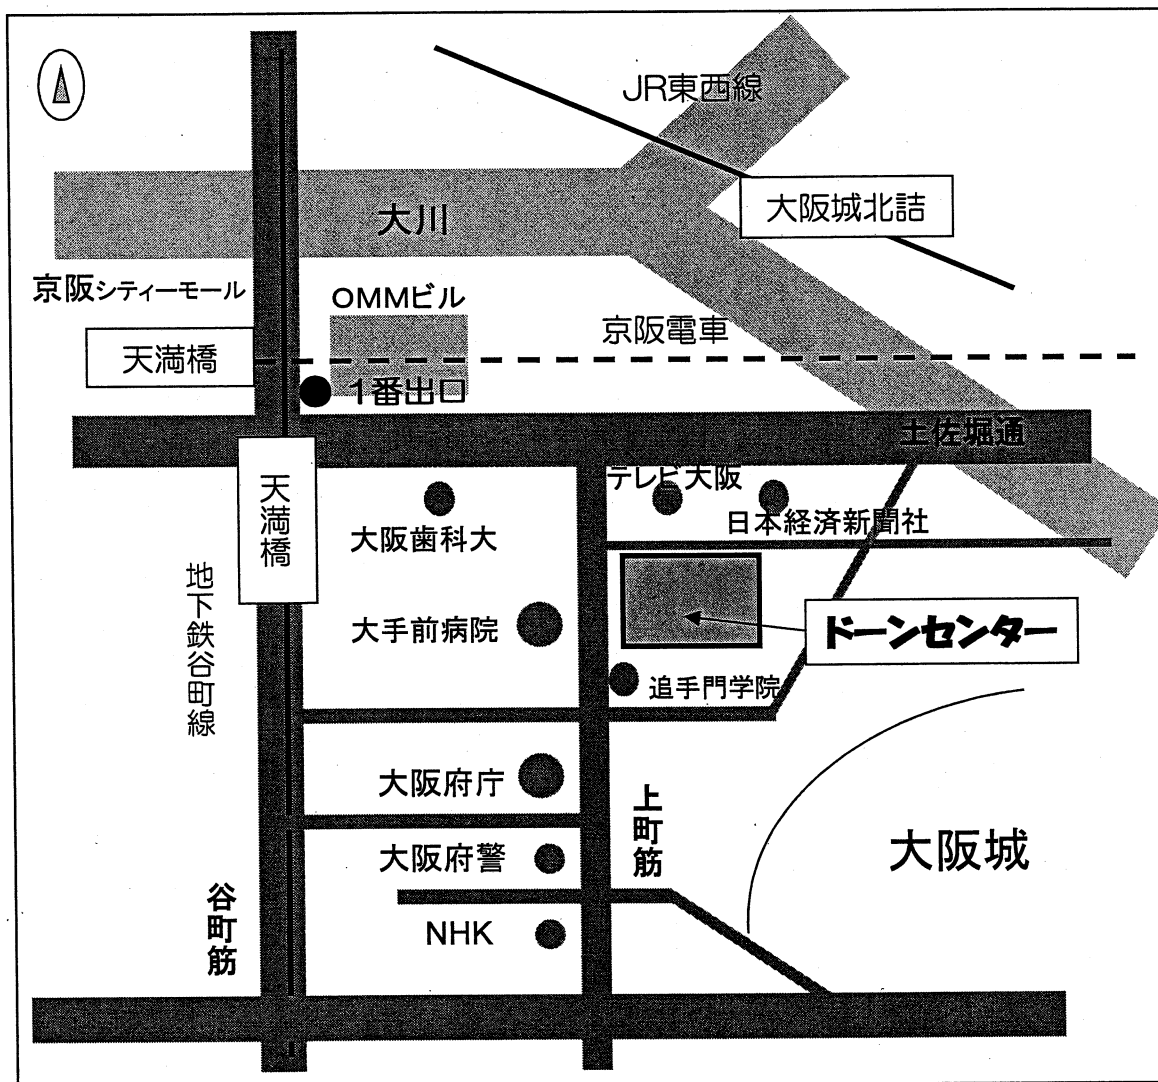 JR東西線
大川
大阪城北詰
京阪シティーモール
OMMビル
京阪電車
天満橋
1番出口
土佐堀通
天満橋
テレビ大阪
日本経済新聞社
大阪歯科大
地下鉄谷町線
大手前病院
ドーンセンター
追手門学院
大阪府庁
上町筋
大阪城
大阪府警
谷町筋
NHK